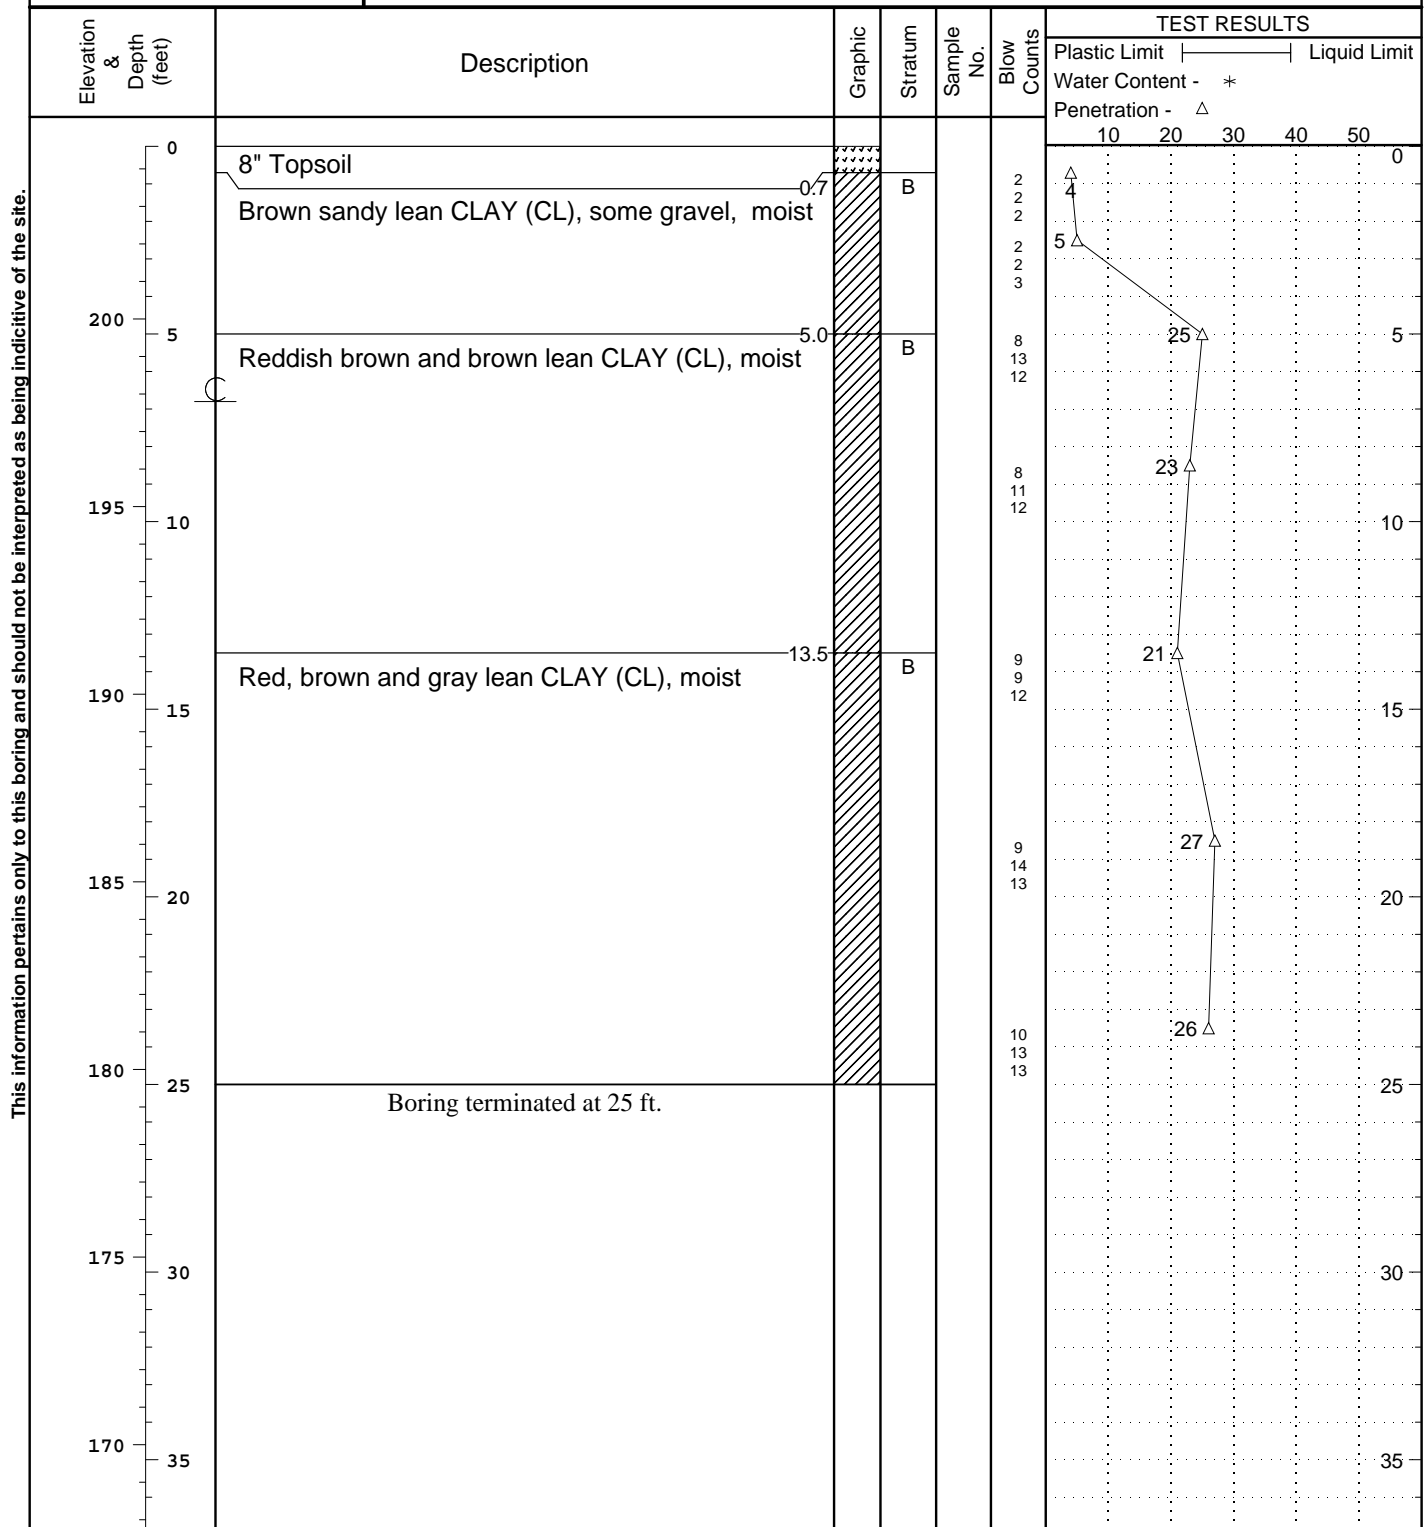 This information pertains only to this boring and should not be interpreted as being indicitive of the site.
Elevation
&
Depth
(feet)
Description
Graphic
Stratum
Sample
No.
Blow
Counts
TEST RESULTS
Plastic Limit Liquid Limit
Water Content -
Penetration -
10 20 30 40 50
0 0
8" Topsoil
0.7 B
Brown sandy lean CLAY (CL), some gravel, moist
2
2
2
4
2
2
3
5
200
5 5.0 25 5
Reddish brown and brown lean CLAY (CL), moist B
8
13
12
8
11
12
23
195
10 10
13.5 21
Red, brown and gray lean CLAY (CL), moist B
9
9
12
190
15 15
9
14
13
27
185
20 20
10
13
13
26
180
25 25
Boring terminated at 25 ft.
175
30 30
170
35 35